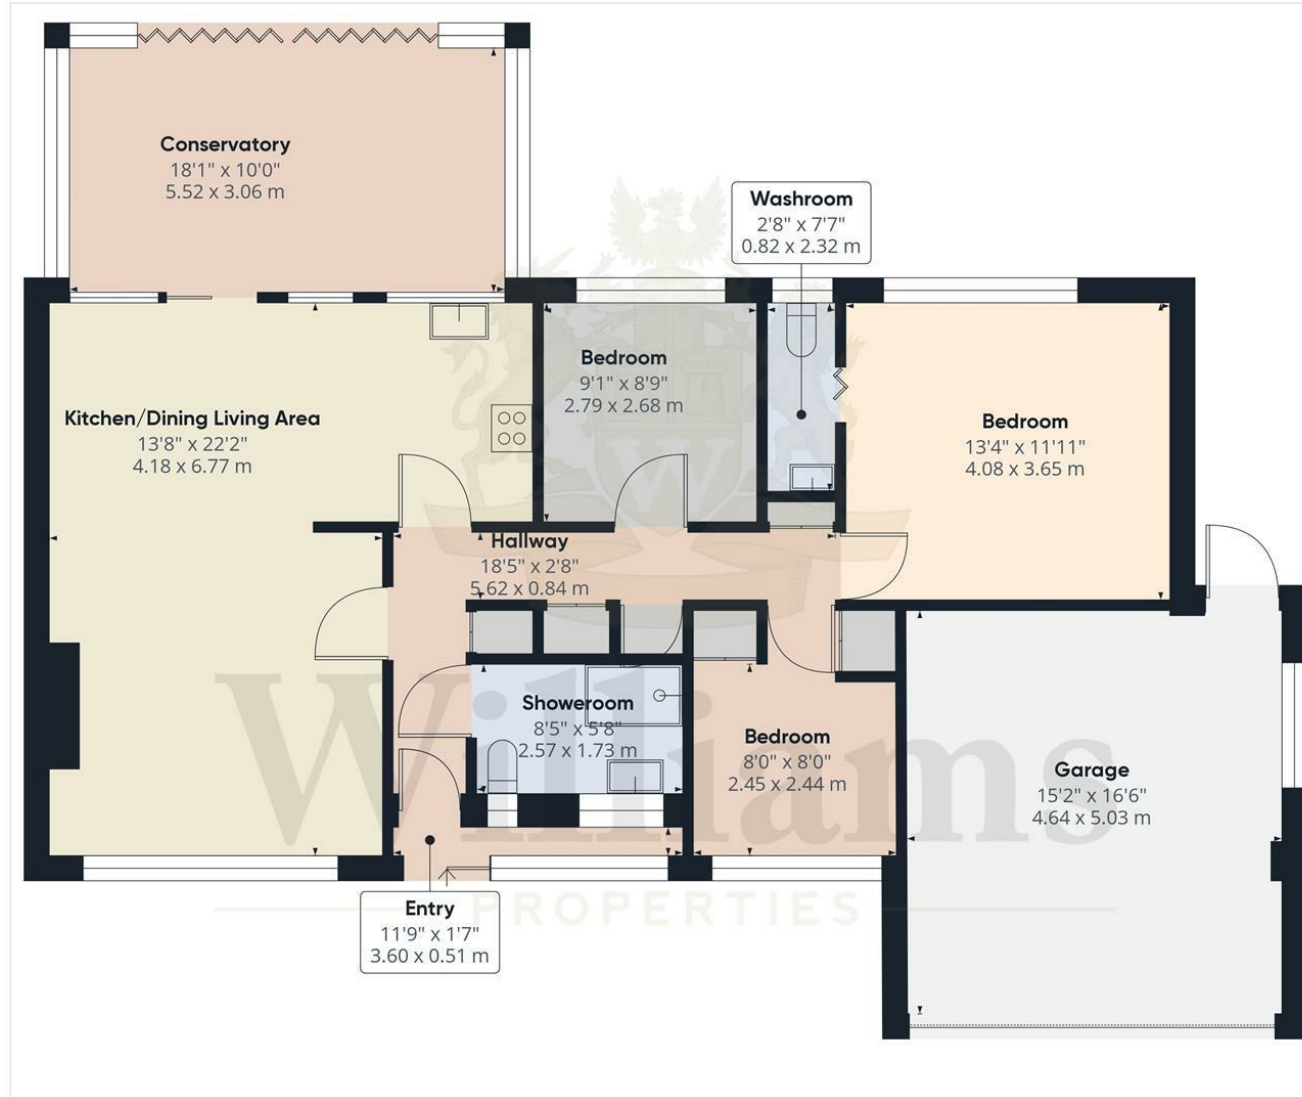 Conservatory
18'1" x 10'0"
5.52 x 3.06 m
Washroom
2'8" x 7'7"
0.82 x 2.32 m
Bedroom
9'1" x 8'9"
2.79 x 2.68 m
Kitchen/Dining Living Area
13'8" x 22'2"
4.18 x 6.77 m
Bedroom
13'4" x 11'11"
4.08 x 3.65 m
Hallway
18'5" x 2'8"
5.62 x 0.84 m
Showeroom
8'5" x 5'8"
2.57 x 1.73 m
Bedroom
8'0" x 8'0"
2.45 x 2.44 m
Garage
15'2" x 16'6"
4.64 x 5.03 m
Entry
11'9" x 1'7"
3.60 x 0.51 m
W
Williams
PROPERTIES